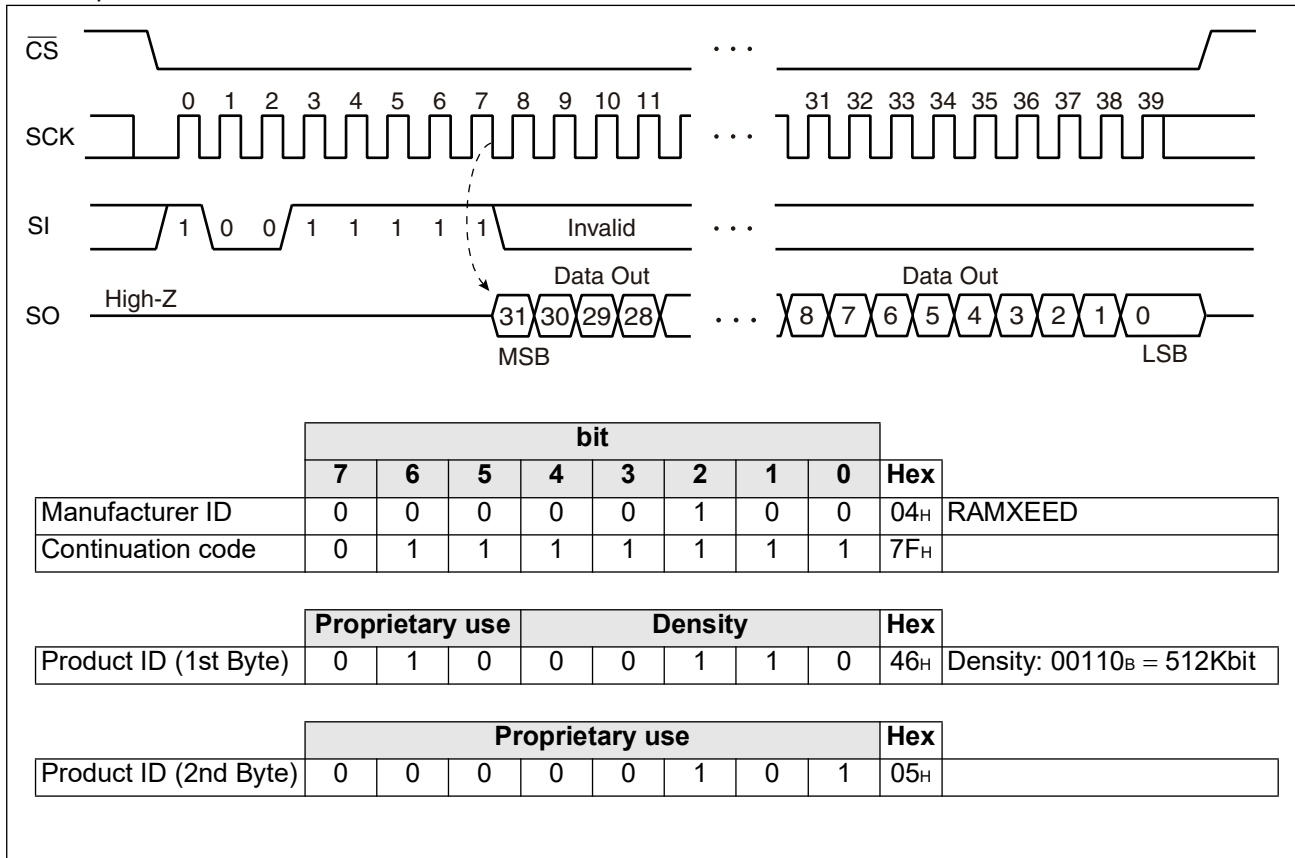 CS
· · ·
0 1 2 3 4 5 6 7 8 9 10 11 31 32 33 34 35 36 37 38 39
SCK
· · ·
SI 1 0 0 1 1 1 1 1 Invalid · · ·
Data Out Data Out
High-Z
SO 31 30 29 28 · · · 8 7 6 5 4 3 2 1 0
MSB LSB
bit
7 6 5 4 3 2 1 0 Hex
Manufacturer ID 0 0 0 0 0 1 0 0 04H RAMXEED
Continuation code 0 1 1 1 1 1 1 1 7FH
Proprietary use Density Hex
Product ID (1st Byte) 0 1 0 0 0 1 1 0 46H Density: 00110B = 512Kbit
Proprietary use Hex
Product ID (2nd Byte) 0 0 0 0 0 1 0 1 05H